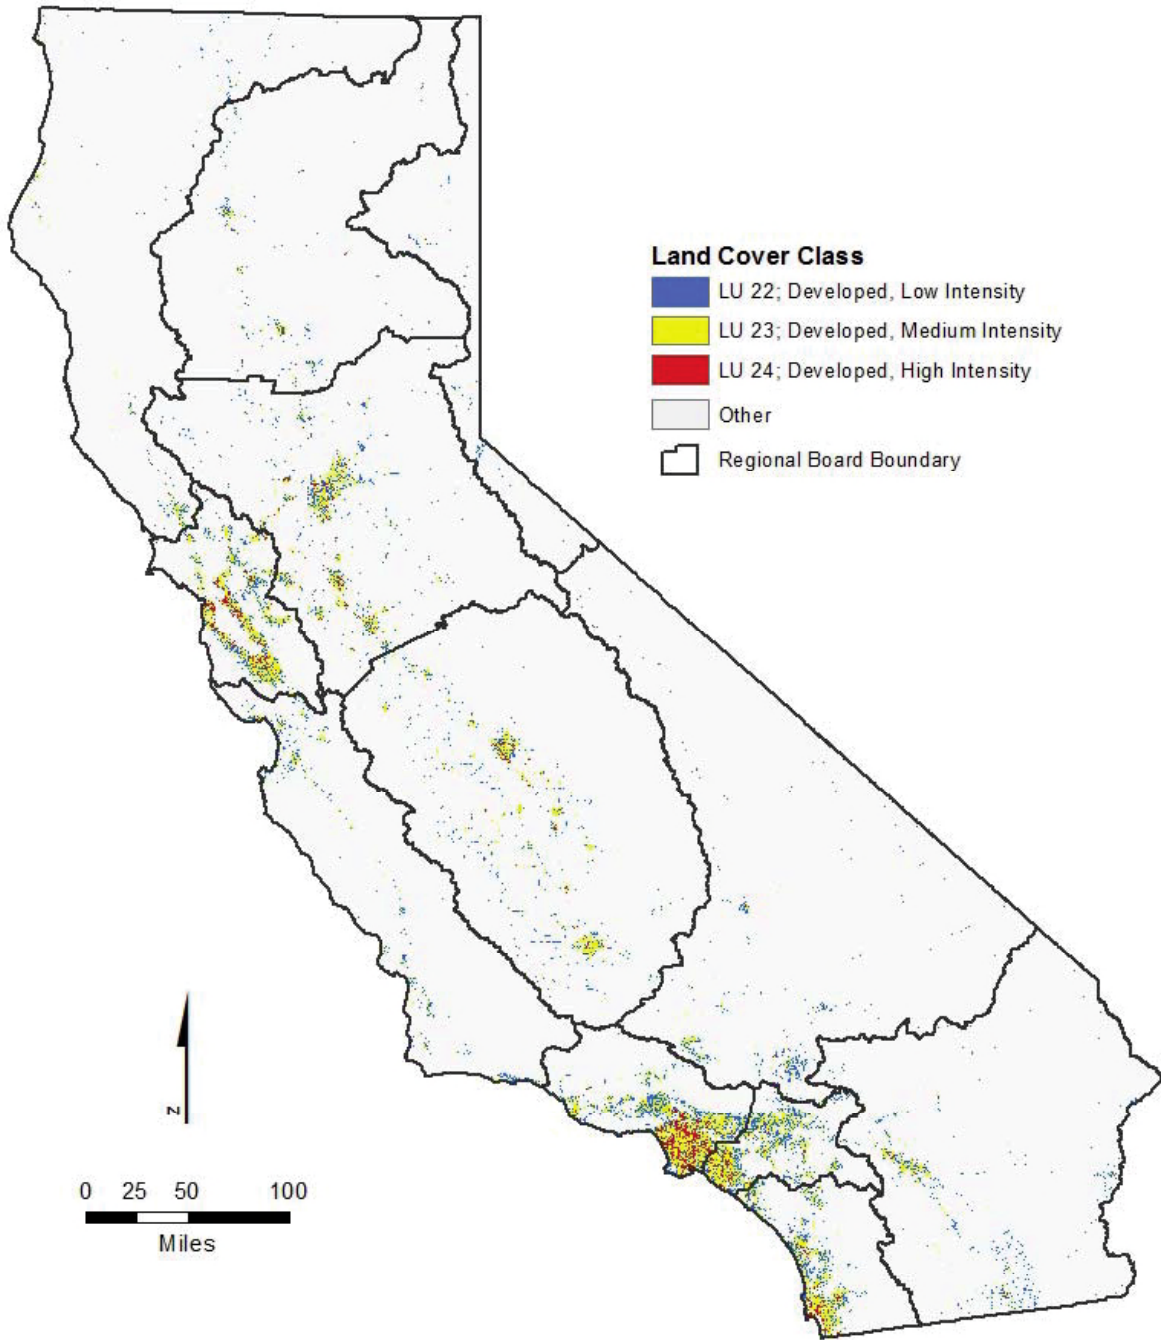 Land Cover Class
LU 22; Developed, Low Intensity
LU 23; Developed, Medium Intensity
LU 24; Developed, High Intensity
Other
Regional Board Boundary
N
0 25 50 100
Miles